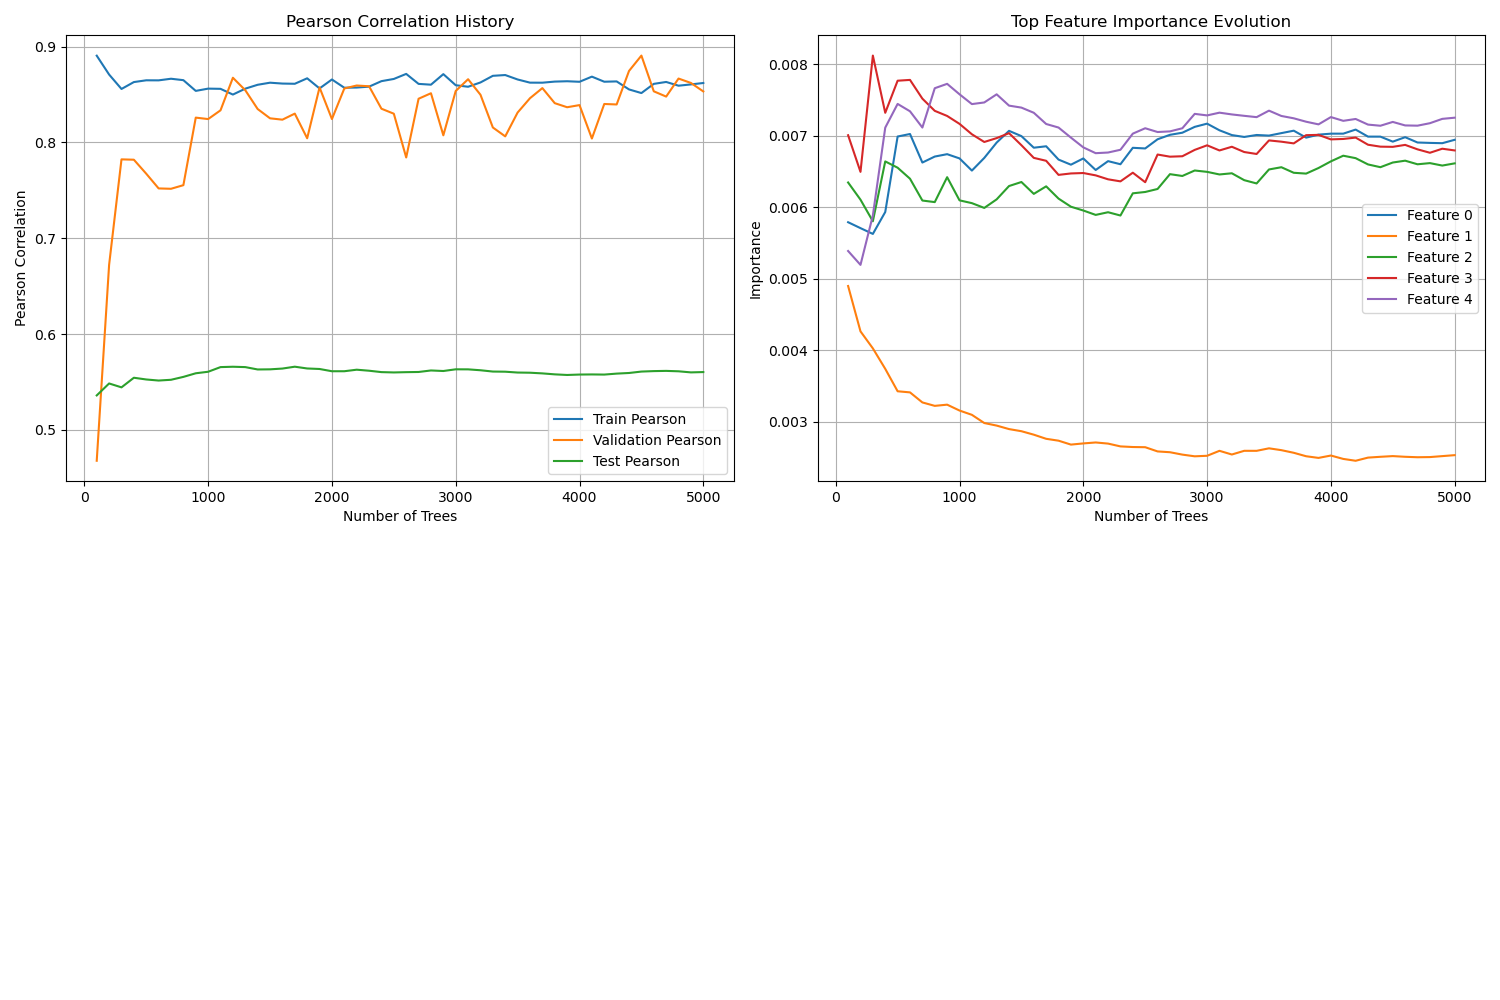 Pearson Correlation History
Pearson Correlation
0.9
0.8
0.7
0.6
0.5
Train Pearson
Validation Pearson
Test Pearson
0 1000 2000 3000 4000 5000
Number of Trees
Top Feature Importance Evolution
Importance
0.008
0.007
0.006
0.005
0.004
0.003
Feature 0
Feature 1
Feature 2
Feature 3
Feature 4
0 1000 2000 3000 4000 5000
Number of Trees